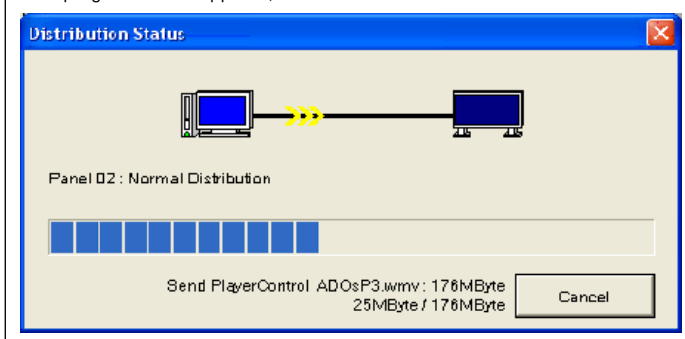 Distribution Status
Panel 02 : Normal Distribution
Send PlayerControl ADOsP3.wmv : 176MByte
25MByte / 176MByte
Cancel